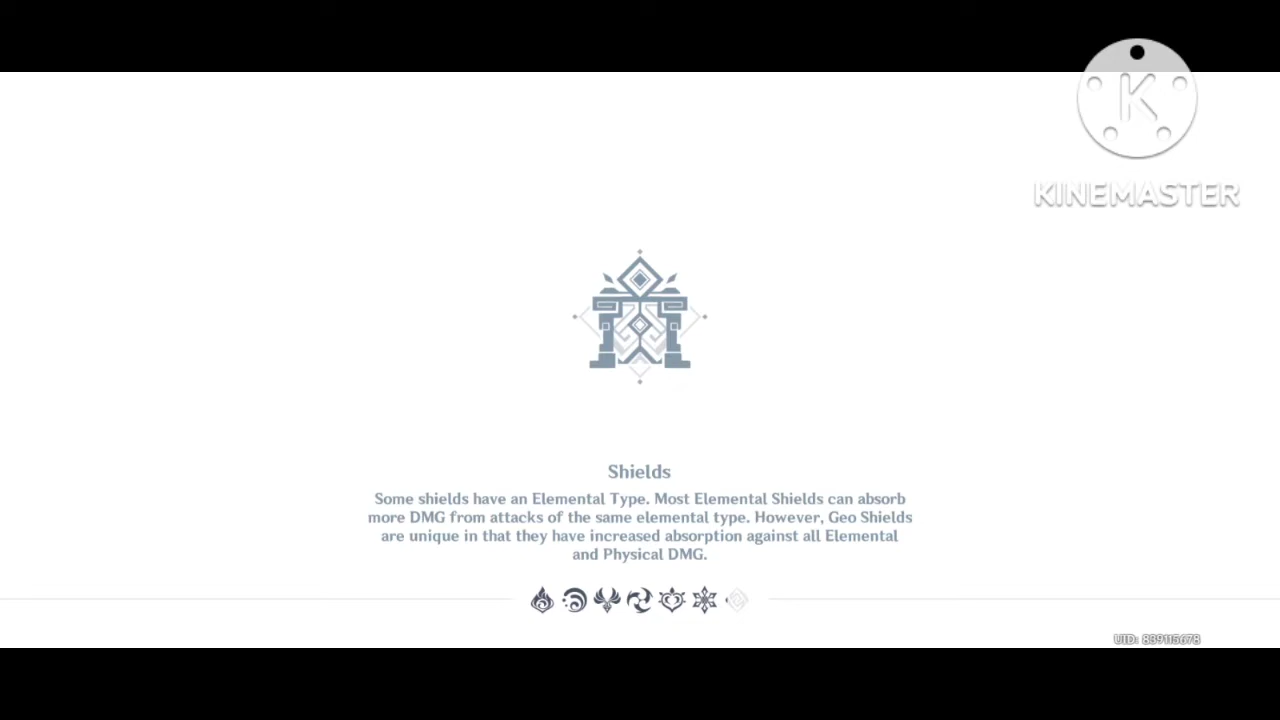 KINEMASTER
Shields
Some shields have an Elemental Type. Most Elemental Shields can absorb
more DMG from attacks of the same elemental type. However, Geo Shields
are unique in that they have increased absorption against all Elemental
and Physical DMG.
UID: 839115678